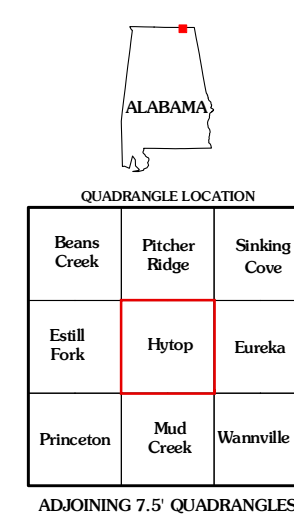 ALABAMA
QUADRANGLE LOCATION
Beans
Creek
Pitcher
Ridge
Sinking
Cove
Estill
Fork
Hytop
Eureka
Princeton
Mud
Creek
Wannville
ADJOINING 7.5' QUADRANGLES